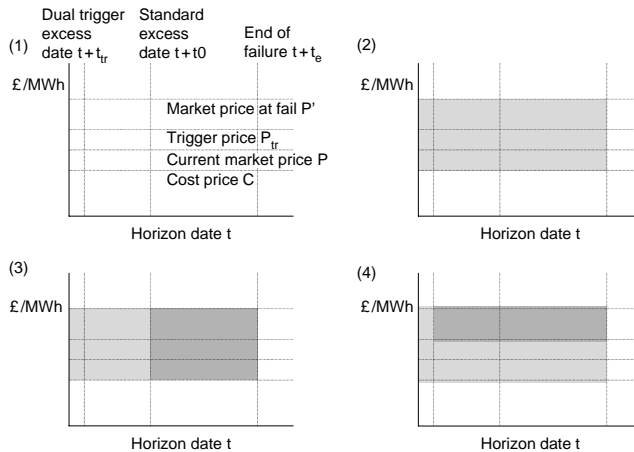 (1)
Dual trigger
excess
date t + t_tr
Standard
excess
date t + t0
End of
failure t + t_e
£/MWh
Market price at fail P'
Trigger price P_tr
Current market price P
Cost price C
Horizon date t
(2)
£/MWh
Horizon date t
(3)
£/MWh
Horizon date t
(4)
£/MWh
Horizon date t